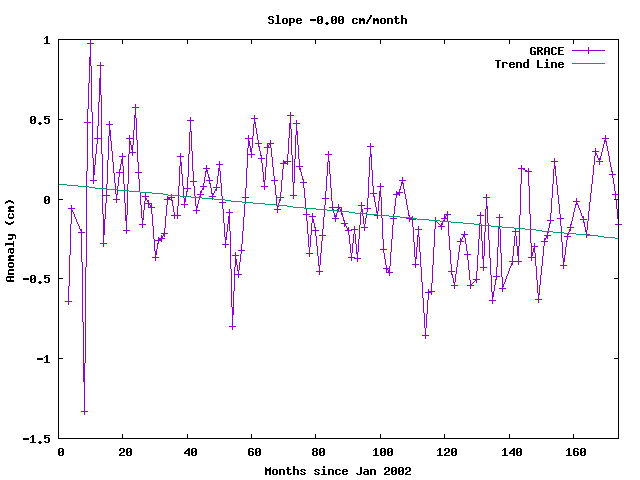 Slope -0.00 cm/month
GRACE
Trend Line
1
0.5
0
-0.5
-1
-1.5
Anomaly (cm)
0 20 40 60 80 100 120 140 160
Months since Jan 2002